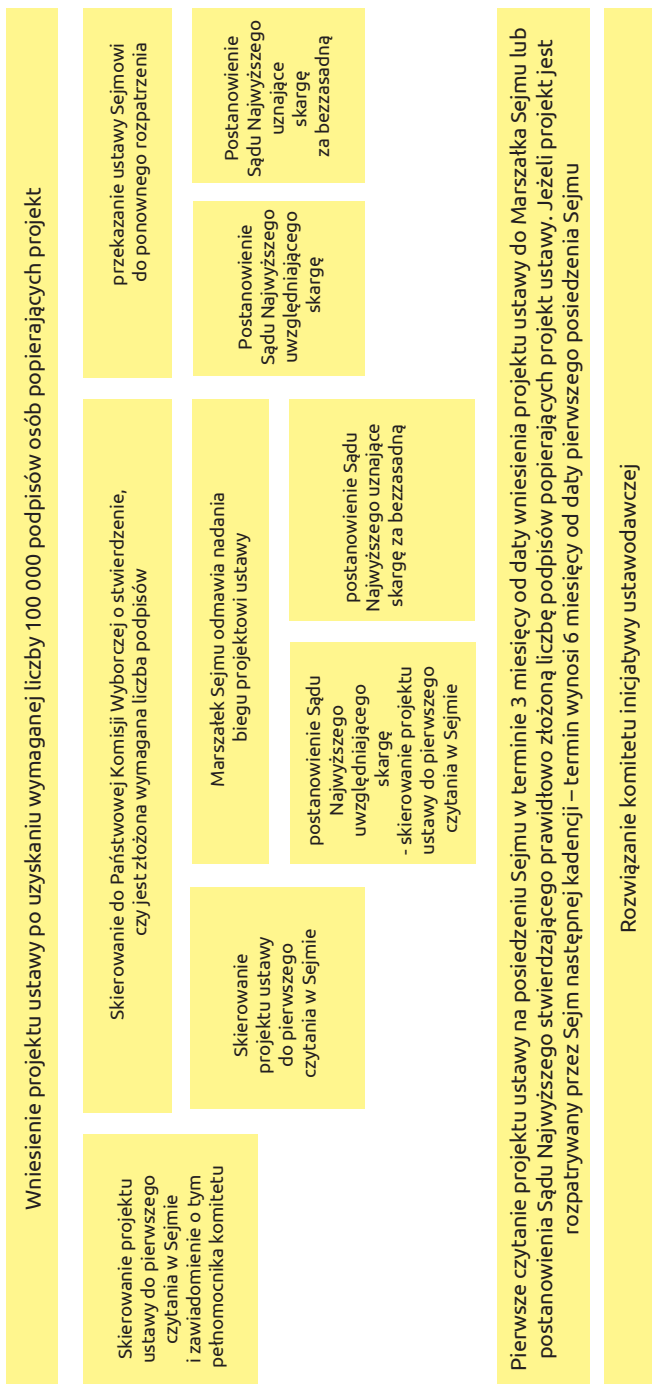 Wniesienie projektu ustawy po uzyskaniu wymaganej liczby 100 000 podpisów osób popierających projekt
Skierowanie projektu
ustawy do pierwszego
czytania w Sejmie
i zawiadomienie o tym
pełnomocnika komitetu
Skierowanie do Państwowej Komisji Wyborczej o stwierdzenie,
czy jest złożona wymagana liczba podpisów
przekazanie ustawy Sejmowi
do ponownego rozpatrzenia
Skierowanie
projektu ustawy
do pierwszego
czytania w Sejmie
Marszałek Sejmu odmawia nadania
biegu projektowi ustawy
Postanowienie
Sądu Najwyższego
uwzględniającego
skargę
Postanowienie
Sądu Najwyższego
uznające
skargę
za bezzasadną
postanowienie Sądu
Najwyższego
uwzględniającego
skargę
- skierowanie projektu
ustawy do pierwszego
czytania w Sejmie
postanowienie Sądu
Najwyższego uznające
skargę za bezzasadną
Pierwsze czytanie projektu ustawy na posiedzeniu Sejmu w terminie 3 miesięcy od daty wniesienia projektu ustawy do Marszałka Sejmu lub
postanowienia Sądu Najwyższego stwierdzającego prawidłowo złożoną liczbę podpisów popierających projekt ustawy. Jeżeli projekt jest
rozpatrywany przez Sejm następnej kadencji – termin wynosi 6 miesięcy od daty pierwszego posiedzenia Sejmu
Rozwiązanie komitetu inicjatywy ustawodawczej